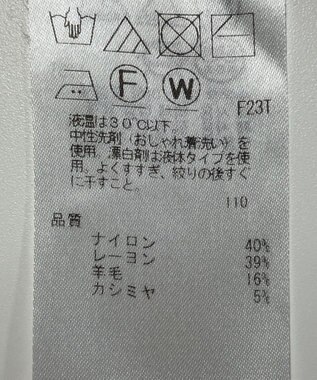 F W
F23T
液温は30℃以下
中性洗剤（おしゃれ着洗い）を
使用。漂白剤は液体タイプを使
用。よくすすぎ、絞りの後すぐ
に干すこと。
110
品質
ナイロン 40%
レーヨン 39%
羊毛 16%
カシミヤ 5%